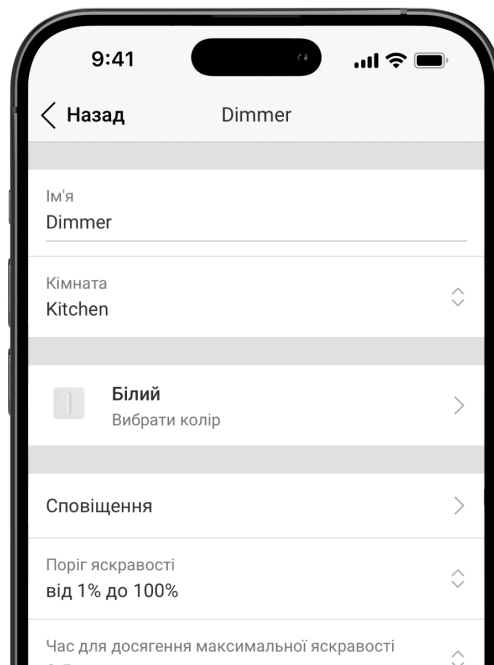 9:41
Назад
Dimmer
Ім'я
Dimmer
Кімната
Kitchen
Білий
Вибрати колір
Сповіщення
Поріг яскравості
від 1% до 100%
Час для досягення максимальної яскравості